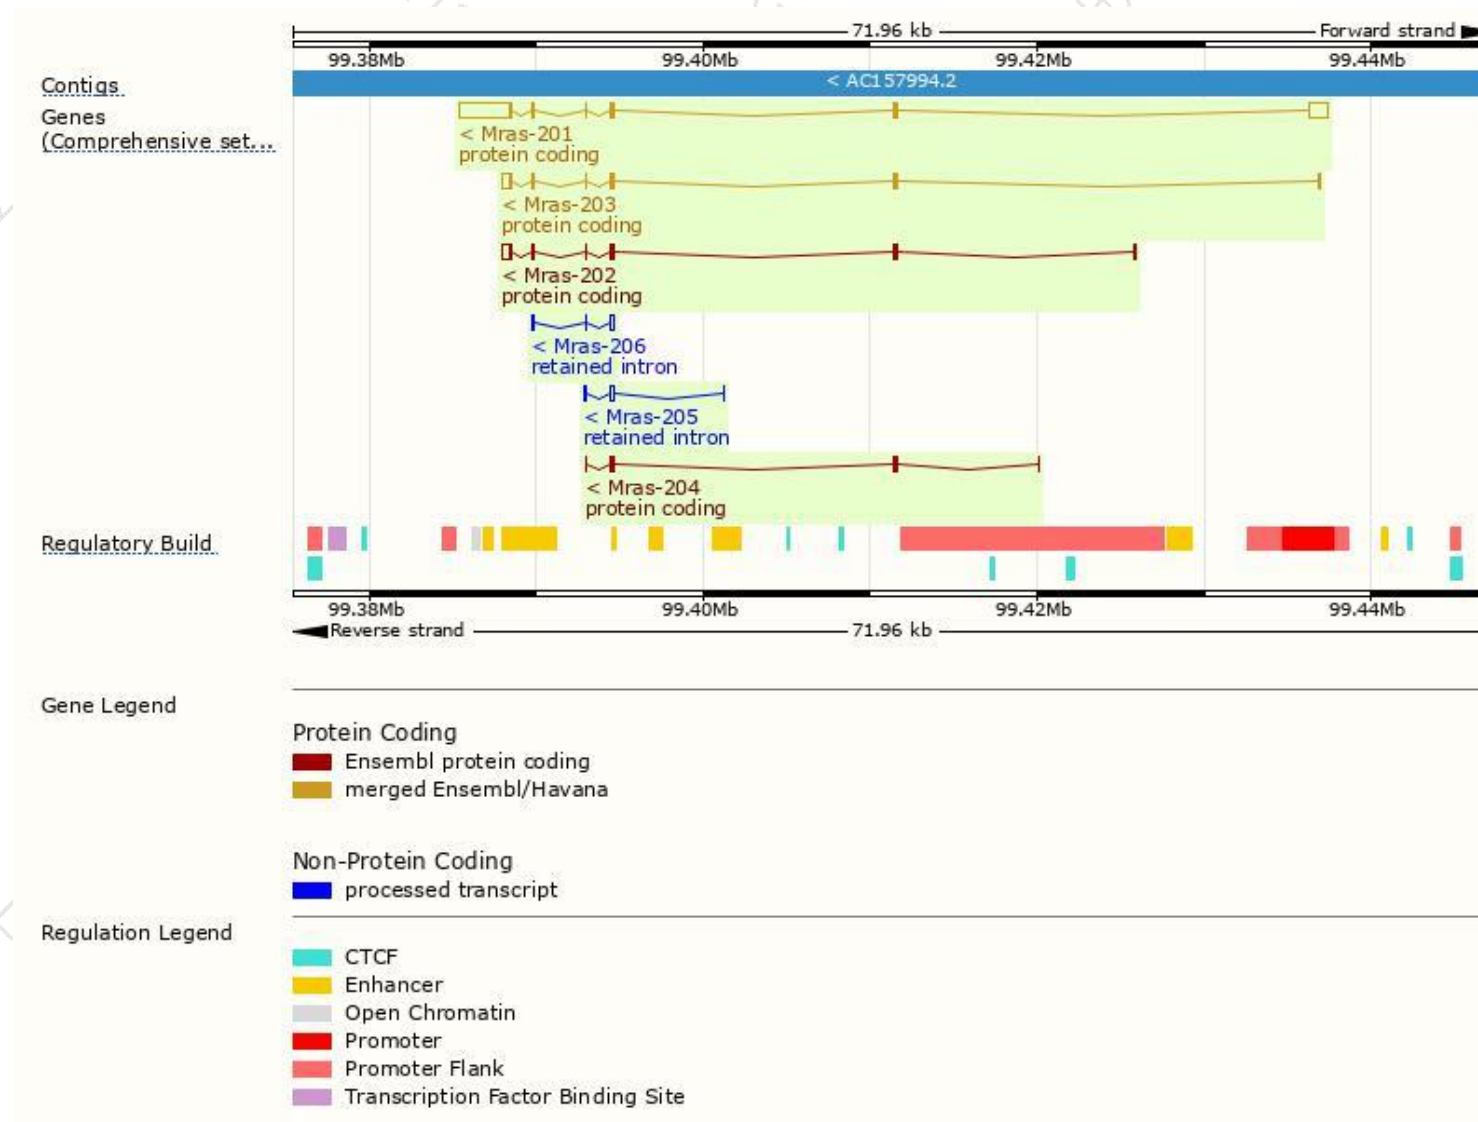 71.96 kb Forward strand
99.38Mb 99.40Mb 99.42Mb 99.44Mb
Contigs < AC157994.2
Genes
(Comprehensive set...
< Mras-201
protein coding
< Mras-203
protein coding
< Mras-202
protein coding
< Mras-206
retained intron
< Mras-205
retained intron
< Mras-204
protein coding
Regulatory Build
99.38Mb 99.40Mb 99.42Mb 99.44Mb
Reverse strand 71.96 kb
Gene Legend
Protein Coding
Ensembl protein coding
merged Ensembl/Havana
Non-Protein Coding
processed transcript
Regulation Legend
CTCF
Enhancer
Open Chromatin
Promoter
Promoter Flank
Transcription Factor Binding Site